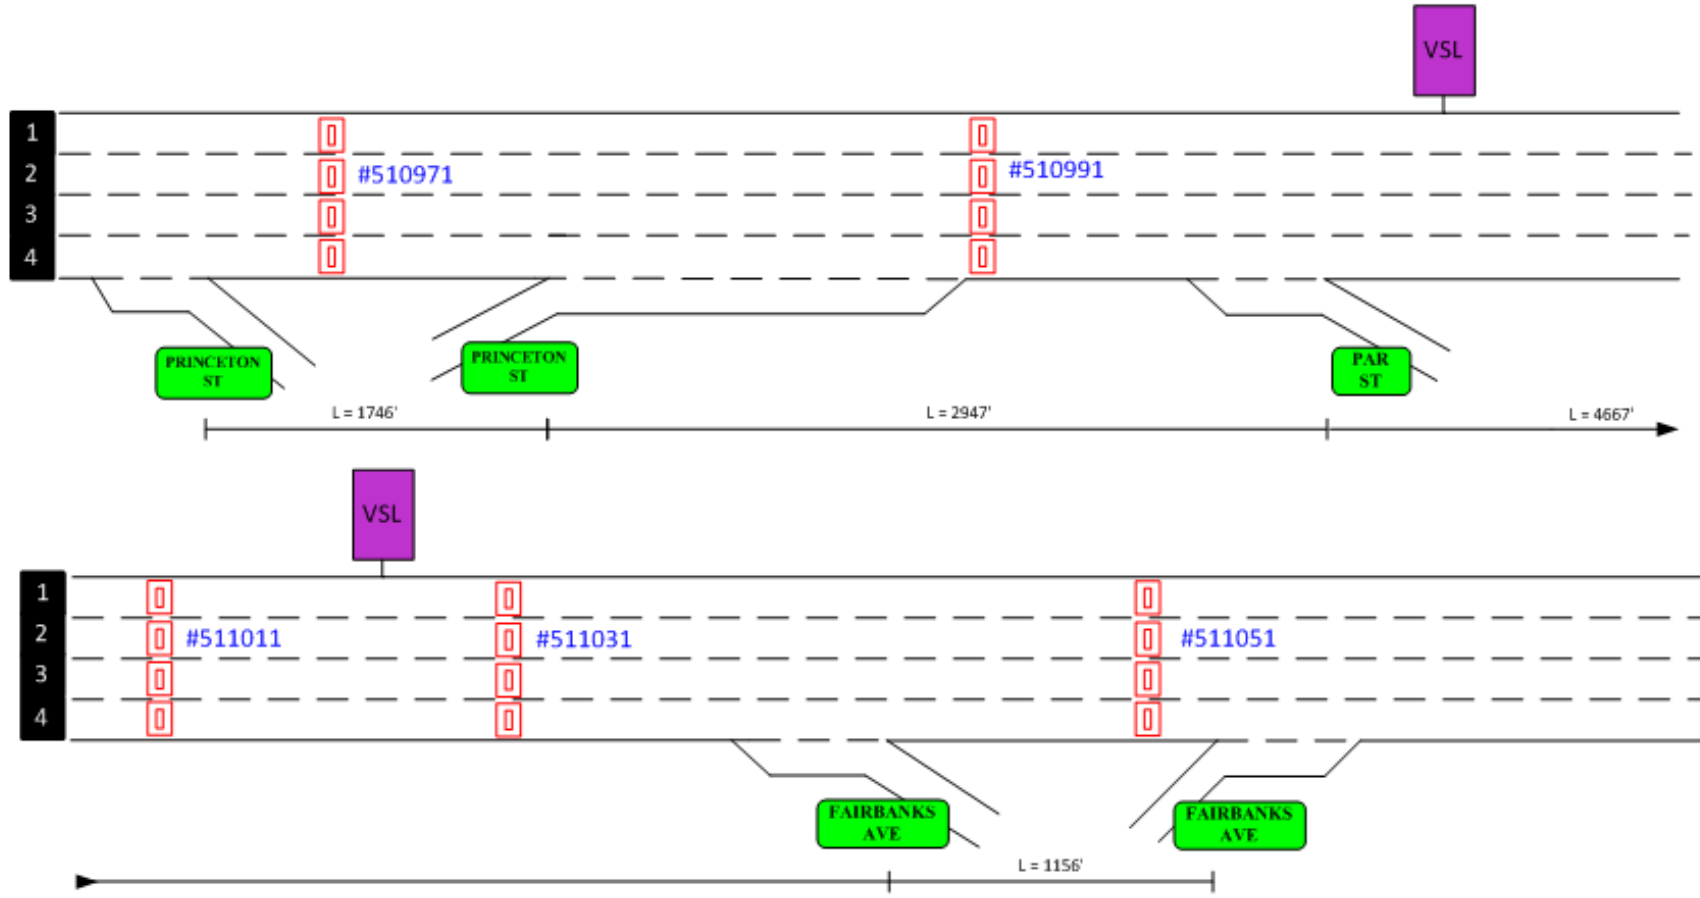 VSL
1
2
3
4
#510971
#510991
PRINCETON
ST
PRINCETON
ST
PAR
ST
L = 1746'
L = 2947'
L = 4667'
VSL
1
2
3
4
#511011
#511031
#511051
FAIRBANKS
AVE
FAIRBANKS
AVE
L = 1156'